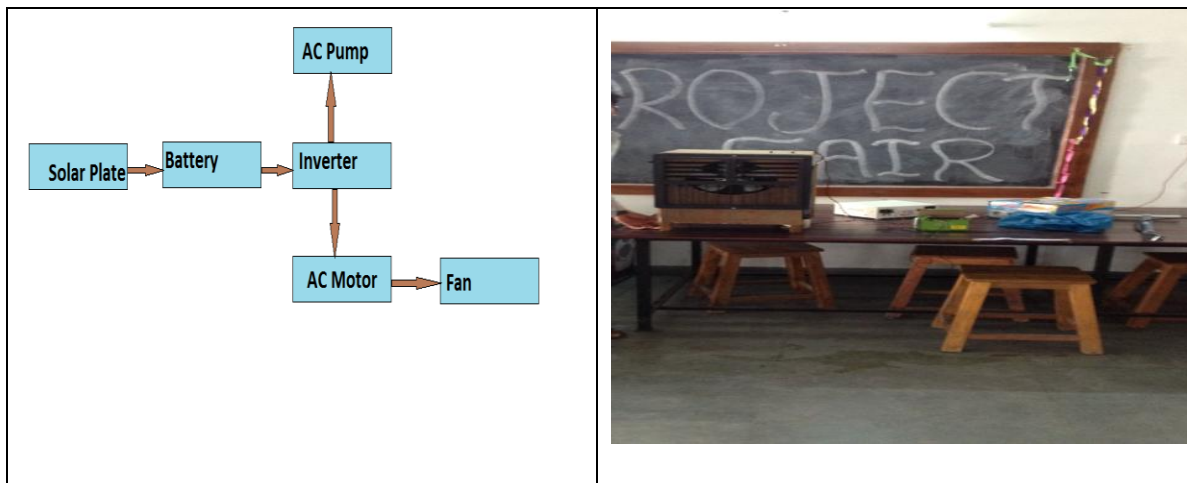 AC Pump
Solar Plate
Battery
Inverter
AC Motor
Fan
ROJECT
FAIR